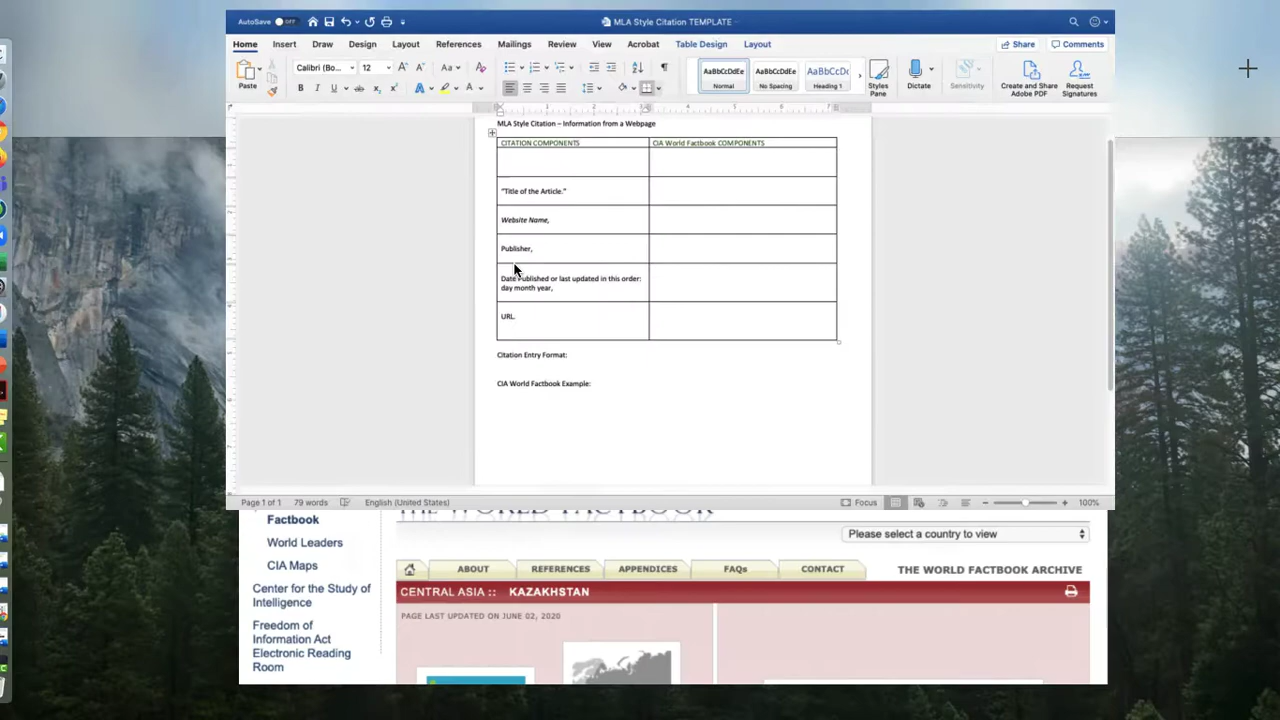 AutoSave OFF
MLA Style Citation TEMPLATE
Home Insert Draw Design Layout References Mailings Review View Acrobat Table Design Layout Share Comments
Paste
Calibri (Bo... 12
Aa
AaBbCcDdEe AaBbCcDdEe AaBbCcDc
Normal No Spacing Heading 1
Styles Pane
Dictate
Sensitivity
Create and Share Adobe PDF
Request Signatures
MLA Style Citation – Information from a Webpage
CITATION COMPONENTS CIA World Factbook COMPONENTS
"Title of the Article."
Website Name,
Publisher,
Date Published or last updated in this order:
day month year,
URL.
Citation Entry Format:
CIA World Factbook Example:
Page 1 of 1 79 words English (United States) Focus 100%
THE WORLD FACTBOOK
Factbook
World Leaders
CIA Maps
Center for the Study of
Intelligence
Freedom of
Information Act
Electronic Reading
Room
Please select a country to view
ABOUT REFERENCES APPENDICES FAQs CONTACT THE WORLD FACTBOOK ARCHIVE
CENTRAL ASIA :: KAZAKHSTAN
PAGE LAST UPDATED ON JUNE 02, 2020